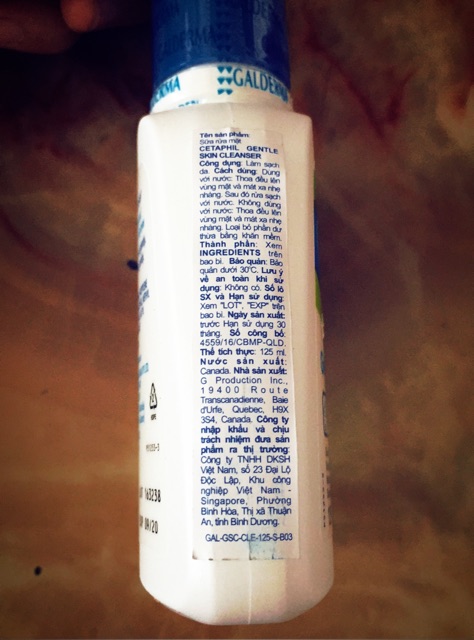 GALDERMA
GALDERMA
Tên sản phẩm:
Sữa rửa mặt
CETAPHIL GENTLE
SKIN CLEANSER
Công dụng: Làm sạch
da. Cách dùng: Dùng
với nước: Thoa đều lên
vùng mặt và mát xa nhẹ
nhàng. Sau đó rửa sạch
với nước. Không dùng
với nước: Thoa đều lên
vùng mặt và mát xa nhẹ
nhàng. Loại bỏ phần dư
thừa bằng khăn mềm.
Thành phần: Xem
INGREDIENTS trên
bao bì. Bảo quản: Bảo
quản dưới 30°C. Lưu ý
về an toàn khi sử
dụng: Không có. Số lô
SX và Hạn sử dụng:
Xem "LOT", "EXP" trên
bao bì. Ngày sản xuất:
trước Hạn sử dụng 30
tháng. Số công bố:
4559/16/CBMP-QLD.
Thể tích thực: 125 ml.
Nước sản xuất:
Canada. Nhà sản xuất:
G Production Inc.,
19400 Route
Transcanadienne, Baie
d'Urfe, Quebec, H9X
3S4, Canada. Công ty
nhập khẩu và chịu
trách nhiệm đưa sản
phẩm ra thị trường:
Công ty TNHH DKSH
Việt Nam, số 23 Đại Lộ
Độc Lập, Khu công
nghiệp Việt Nam -
Singapore, Phường
Bình Hòa, Thị xã Thuận
An, tỉnh Bình Dương.
GAL-GSC-CLE-125-S-B03
HDPE
09/20